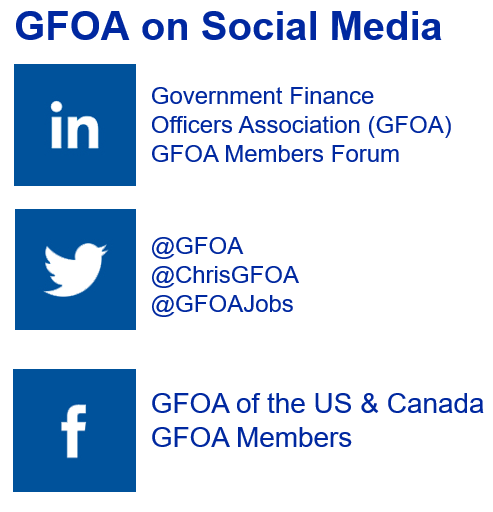 GFOA on Social Media
in
Government Finance
Officers Association (GFOA)
GFOA Members Forum
@GFOA
@ChrisGFOA
@GFOAJobs
f
GFOA of the US & Canada
GFOA Members